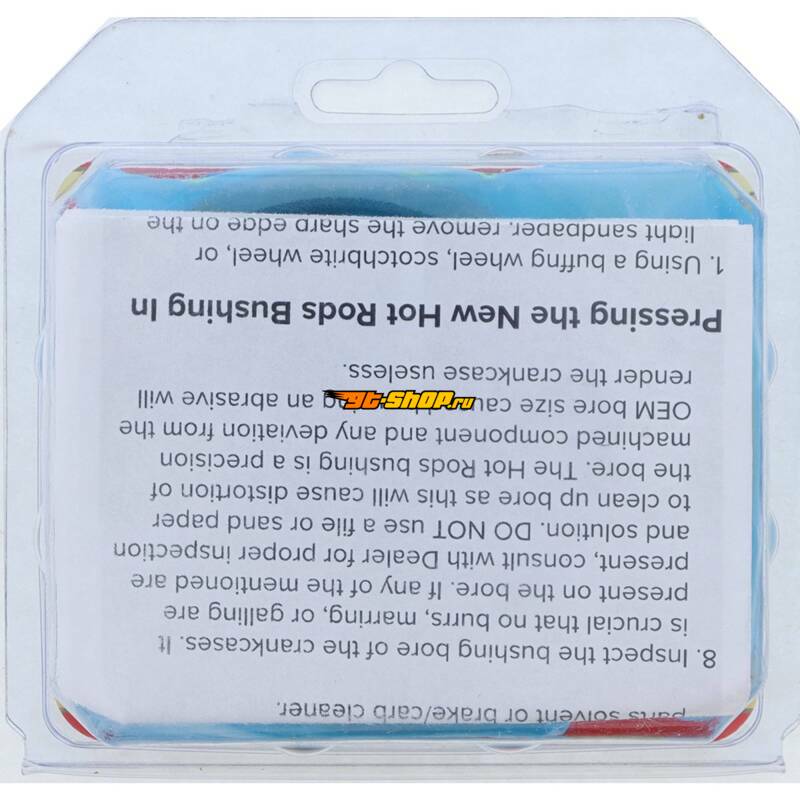 parts solvent or brake/carb cleaner.
8. Inspect the bushing bore of the crankcases. It
is crucial that no burrs, marring, or galling are
present on the bore. If any of the mentioned are
present, consult with Dealer for proper inspection
and solution. DO NOT use a file or sand paper
to clean up bore as this will cause distortion of
the bore. The Hot Rods bushing is a precision
machined component and any deviation from the
OEM bore size an abrasive will
render the crankcase useless.
Pressing the New Hot Rods Bushing In
1. Using a buffng wheel, scotchbrite wheel, or
light sandpaper, remove the sharp edge on the
gt-shop.ru